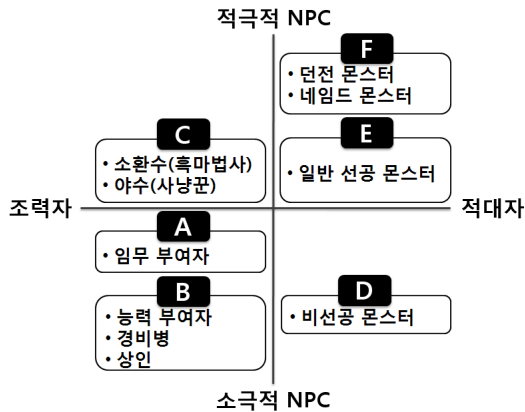 적극적 NPC
F
• 던전 몬스터
• 네임드 몬스터
C
• 소환수(흑마법사)
• 야수(사냥꾼)
E
• 일반 선공 몬스터
조력자
적대자
A
• 임무 부여자
B
• 능력 부여자
• 경비병
• 상인
D
• 비선공 몬스터
소극적 NPC